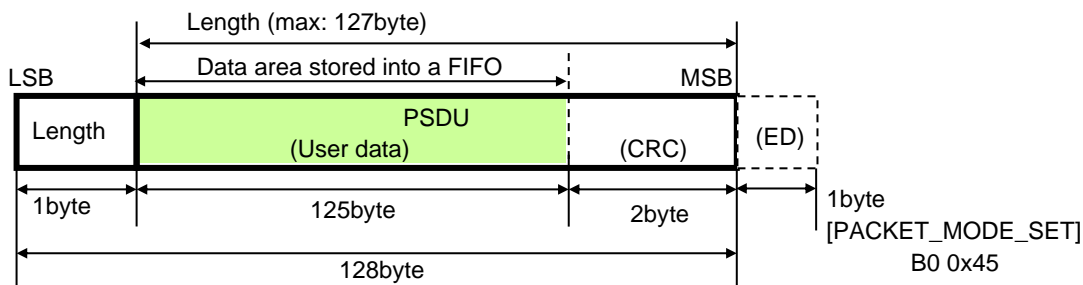 Length (max: 127byte)
Data area stored into a FIFO
LSB
MSB
Length
PSDU
(User data)
(CRC)
(ED)
1byte
125byte
2byte
1byte
[PACKET_MODE_SET]
B0 0x45
128byte